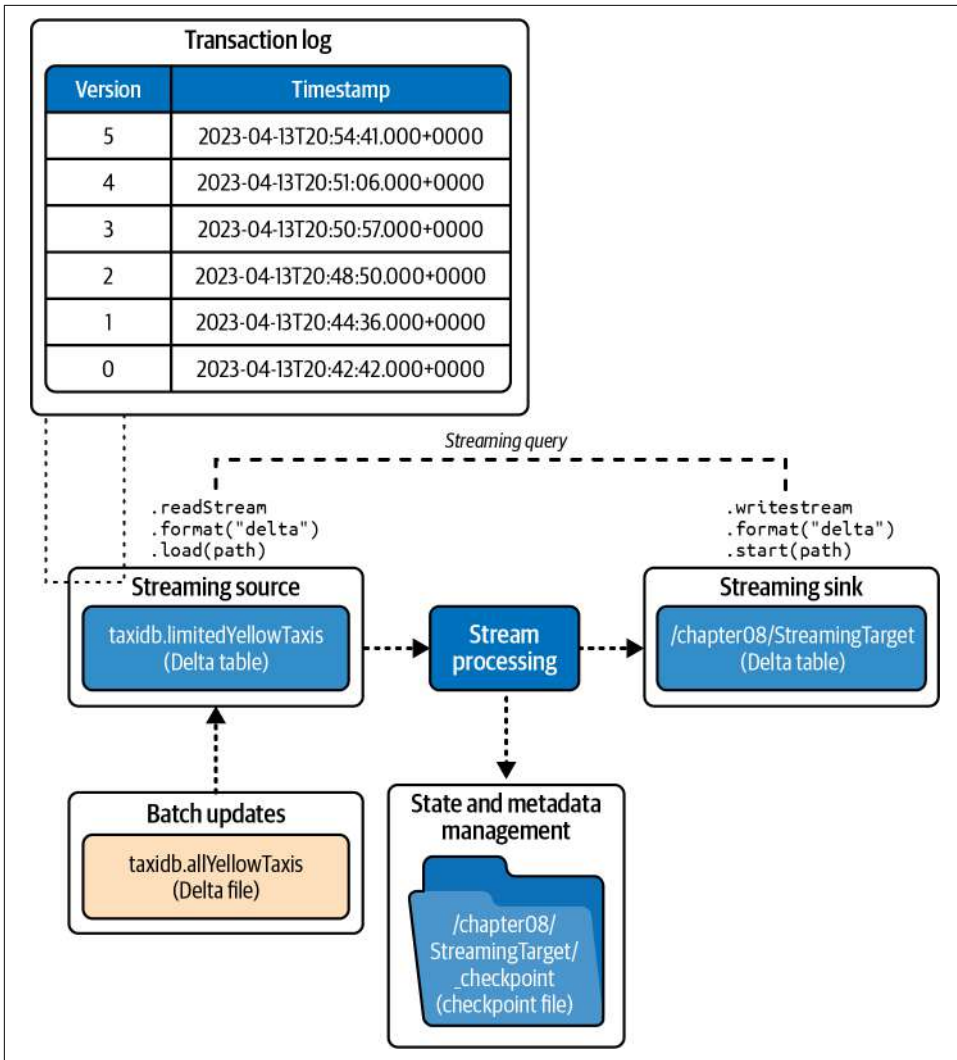 Transaction log
Version Timestamp
5 2023-04-13T20:54:41.000+0000
4 2023-04-13T20:51:06.000+0000
3 2023-04-13T20:50:57.000+0000
2 2023-04-13T20:48:50.000+0000
1 2023-04-13T20:44:36.000+0000
0 2023-04-13T20:42:42.000+0000
Streaming query
.readStream
.format("delta")
.load(path)
.writestream
.format("delta")
.start(path)
Streaming source
taxidb.limitedYellowTaxis
(Delta table)
Stream
processing
Streaming sink
/chapter08/StreamingTarget
(Delta table)
Batch updates
taxidb.allYellowTaxis
(Delta file)
State and metadata
management
/chapter08/
StreamingTarget/
_checkpoint
(checkpoint file)